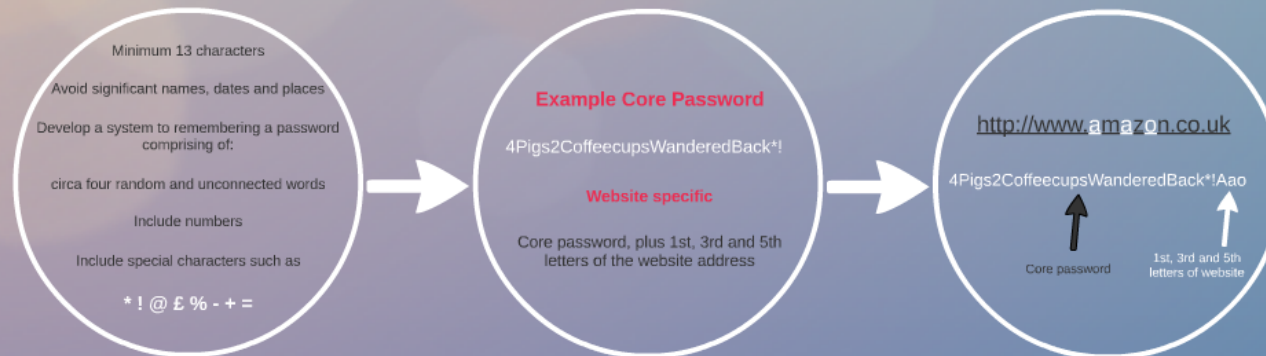 Minimum 13 characters
Avoid significant names, dates and places
Develop a system to remembering a password
comprising of:
circa four random and unconnected words
Include numbers
Include special characters such as
* ! @ £ % - + =
Example Core Password
4Pigs2CoffeecupsWanderedBack*!
Website specific
Core password, plus 1st, 3rd and 5th
letters of the website address
http://www.amazon.co.uk
4Pigs2CoffeecupsWanderedBack*!Aao
Core password
1st, 3rd and 5th
letters of website